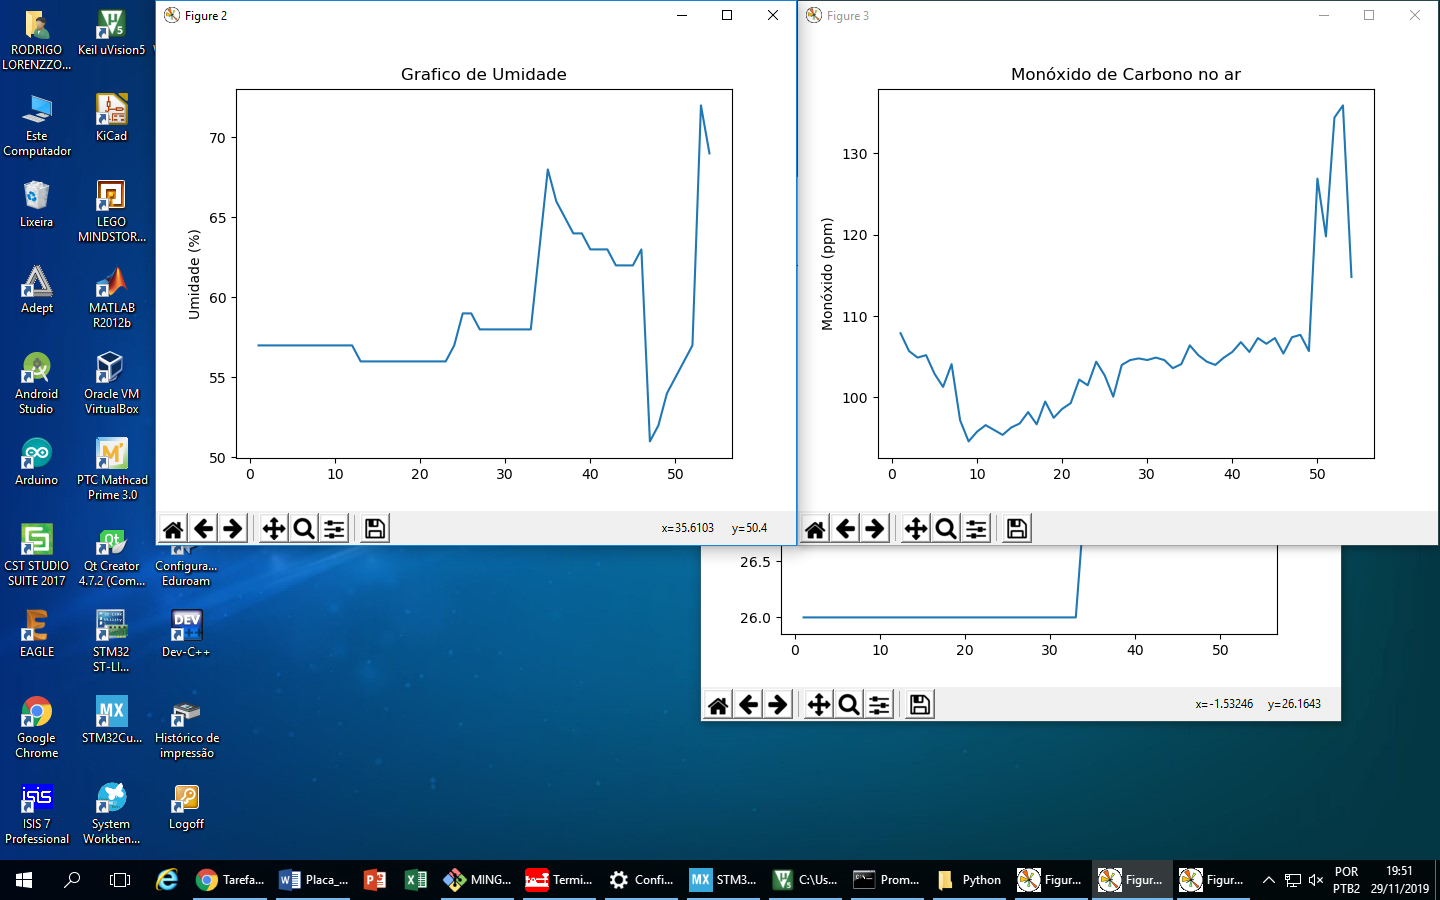 RODRIGO
LORENZZO...
Keil uVision5
Este
Computador
KiCad
Lixeira
LEGO
MINDSTOR...
Adept
MATLAB
R2012b
Android
Studio
Oracle VM
VirtualBox
Arduino
PTC Mathcad
Prime 3.0
CST STUDIO
SUITE 2017
Qt Creator
4.7.2 (Com...
Configura...
Eduroam
EAGLE
STM32
ST-LI...
DEV
Dev-C++
Google
Chrome
MX
STM32Cu...
Histórico de
impressão
isis
ISIS 7
Professional
System
Workben...
Logoff
Figure 2
Grafico de Umidade
Umidade (%)
70
65
60
55
50
0 10 20 30 40 50
x=35.6103 y=50.4
Figure 3
Monóxido de Carbono no ar
Monóxido (ppm)
130
120
110
100
0 10 20 30 40 50
26.5
26.0
0 10 20 30 40 50
x=-1.53246 y=26.1643
Tarefa...
Placa_...
MING...
Termi...
Confi...
MX STM3...
C:\Us...
Prom...
Python
Figur...
Figur...
Figur...
POR
PTB2
19:51
29/11/2019